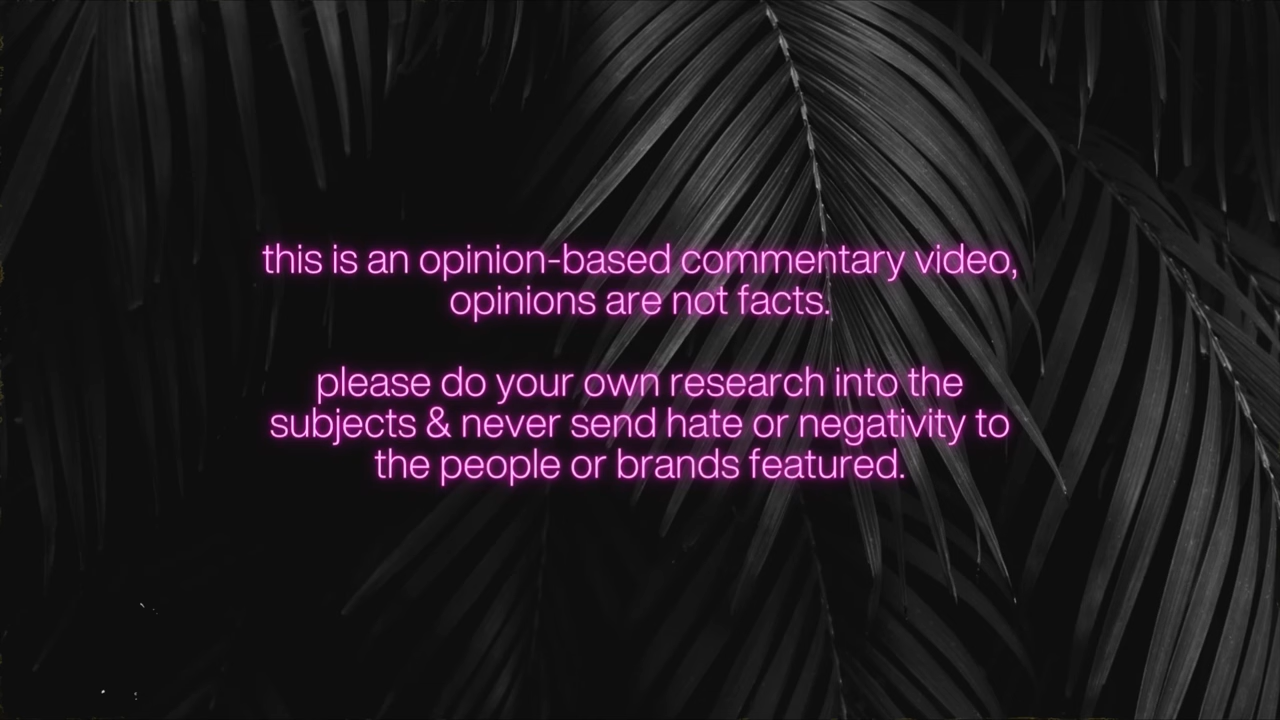 this is an opinion-based commentary video,
opinions are not facts.
please do your own research into the
subjects & never send hate or negativity to
the people or brands featured.